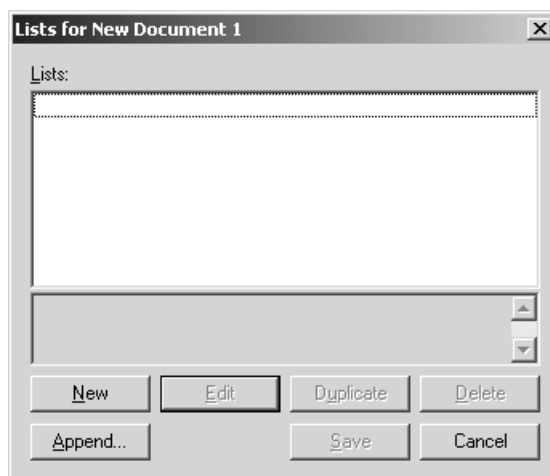 Lists for New Document 1
Lists:
New Edit Duplicate Delete
Append... Save Cancel